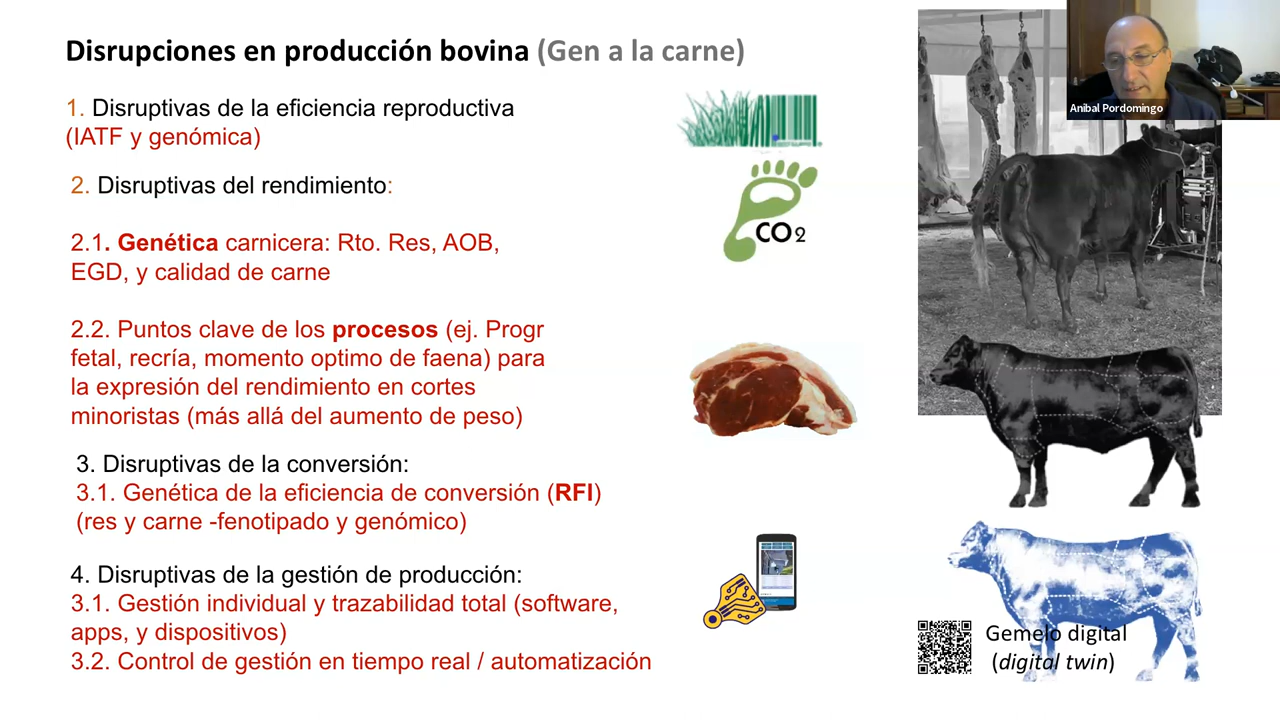 Disrupciones en producción bovina (Gen a la carne)
1. Disruptivas de la eficiencia reproductiva
(IATF y genómica)
2. Disruptivas del rendimiento:
2.1. Genética carnicera: Rto. Res, AOB,
EGD, y calidad de carne
2.2. Puntos clave de los procesos (ej. Progr
fetal, recría, momento optimo de faena) para
la expresión del rendimiento en cortes
minoristas (más allá del aumento de peso)
3. Disruptivas de la conversión:
3.1. Genética de la eficiencia de conversión (RFI)
(res y carne -fenotipado y genómico)
4. Disruptivas de la gestión de producción:
3.1. Gestión individual y trazabilidad total (software,
apps, y dispositivos)
3.2. Control de gestión en tiempo real / automatización
CO2
Anibal Pordomingo
Gemelo digital
(digital twin)